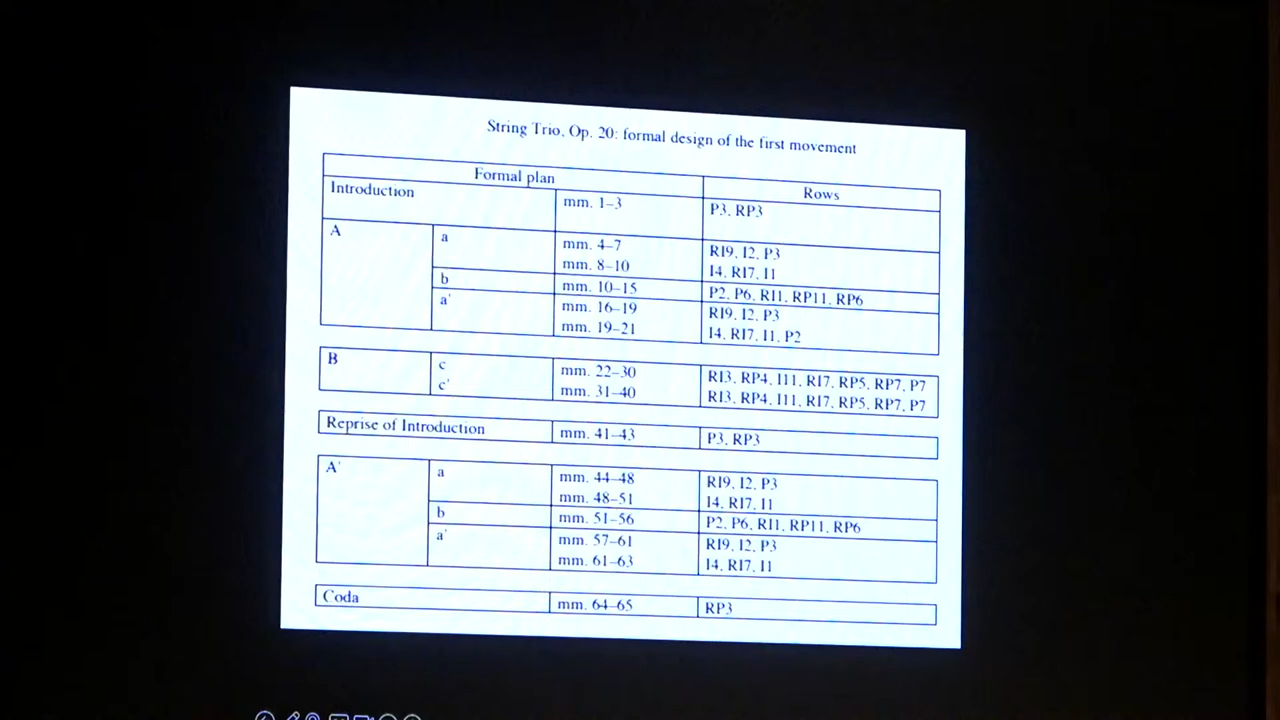 String Trio, Op. 20: formal design of the first movement
Formal plan Rows
Introduction mm. 1–3 P3, RP3
A a mm. 4–7 RI9, I2, P3
mm. 8–10 I4, RI7, I1
b mm. 10–15 P2, P6, RI1, RP11, RP6
a' mm. 16–19 RI9, I2, P3
mm. 19–21 I4, RI7, I1, P2
B c mm. 22–30 RI3, RP4, I11, RI7, RP5, RP7, P7
c' mm. 31–40 RI3, RP4, I11, RI7, RP5, RP7, P7
Reprise of Introduction mm. 41–43 P3, RP3
A' a mm. 44–48 RI9, I2, P3
mm. 48–51 I4, RI7, I1
b mm. 51–56 P2, P6, RI1, RP11, RP6
a' mm. 57–61 RI9, I2, P3
mm. 61–63 I4, RI7, I1
Coda mm. 64–65 RP3